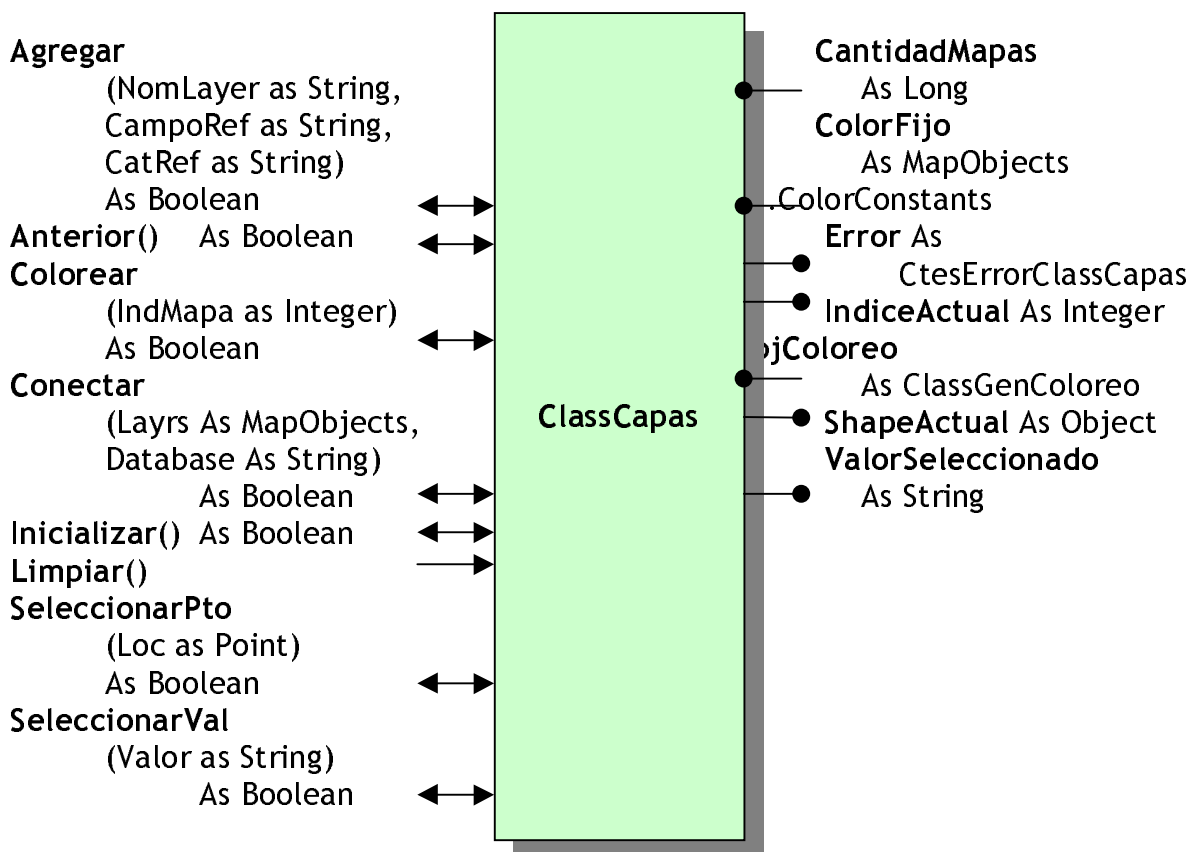 Agregar
(NomLayer as String,
CampoRef as String,
CatRef as String)
As Boolean
Anterior() As Boolean
Colorear
(IndMapa as Integer)
As Boolean
Conectar
(Layrs As MapObjects,
Database As String)
As Boolean
Inicializar() As Boolean
Limpiar()
SeleccionarPto
(Loc as Point)
As Boolean
SeleccionarVal
(Valor as String)
As Boolean
ClassCapas
CantidadMapas
As Long
ColorFijo
As MapObjects
.ColorConstants
Error As
CtesErrorClassCapas
IndiceActual As Integer
jColoreo
As ClassGenColoreo
ShapeActual As Object
ValorSeleccionado
As String